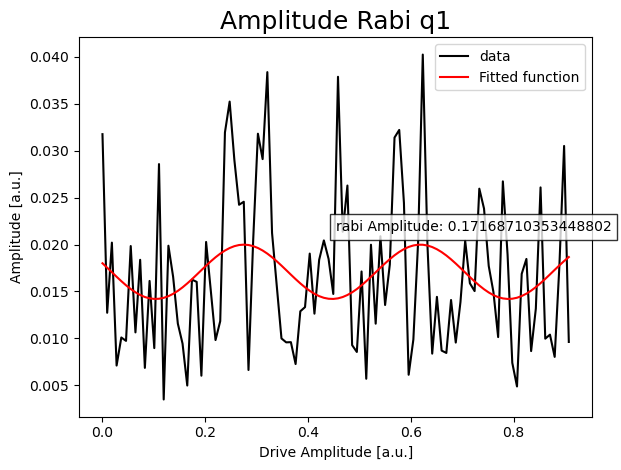 Amplitude Rabi q1
data
Fitted function
rabi Amplitude: 0.17168710353448802
Amplitude [a.u.]
0.040
0.035
0.030
0.025
0.020
0.015
0.010
0.005
0.0 0.2 0.4 0.6 0.8
Drive Amplitude [a.u.]